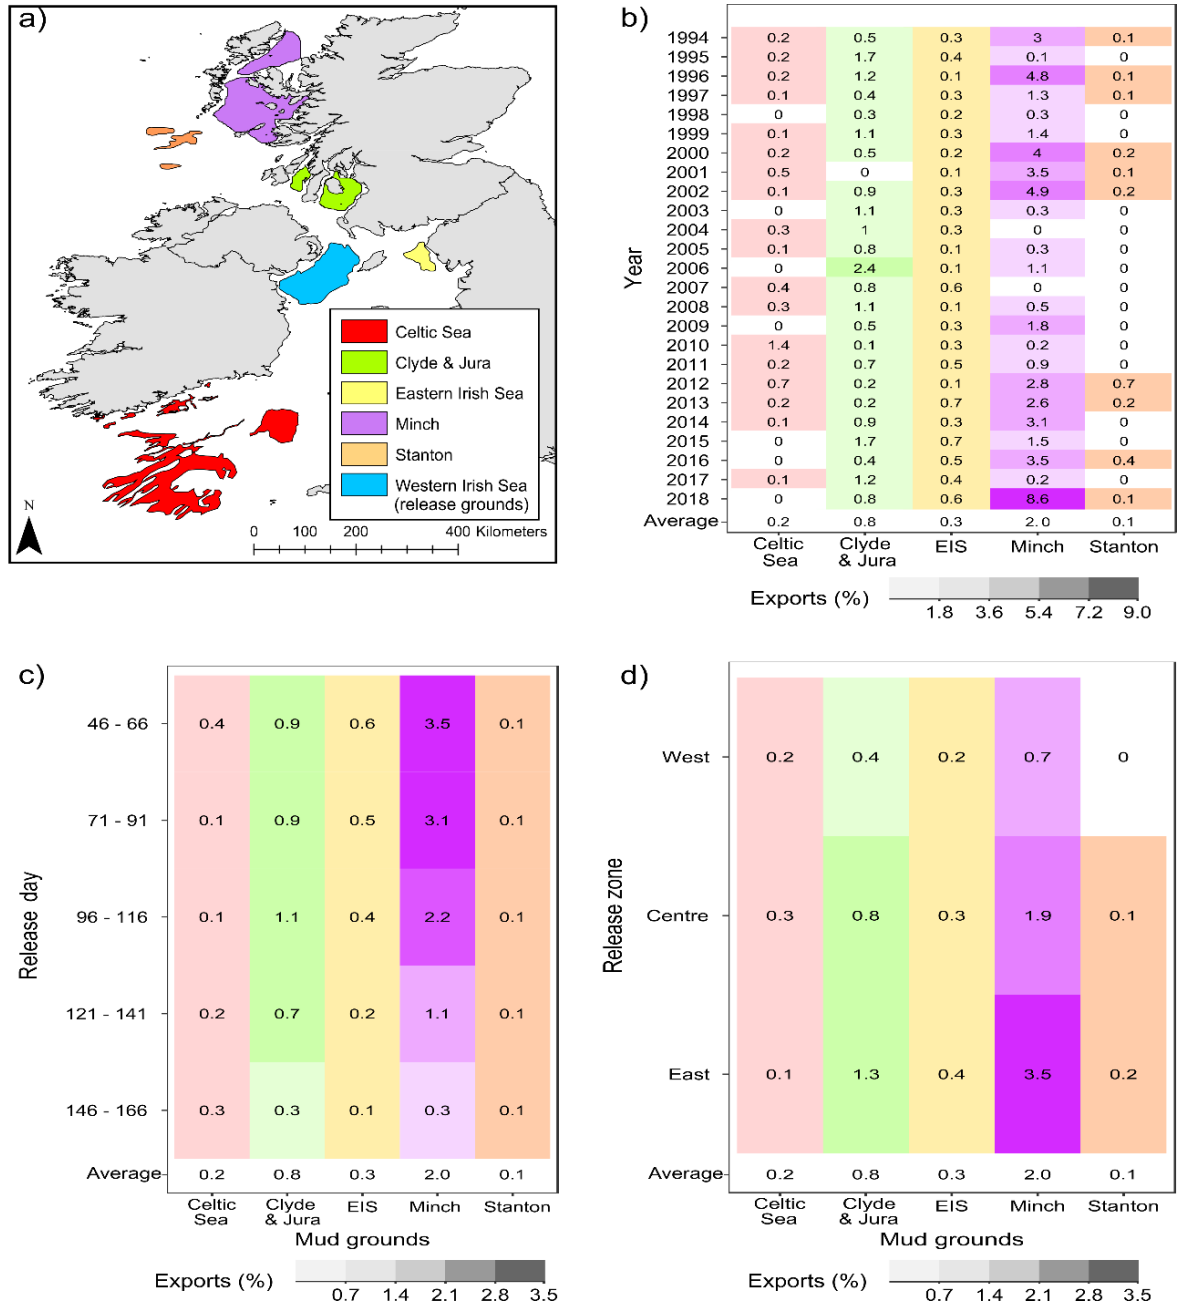 a)
Celtic Sea
Clyde & Jura
Eastern Irish Sea
Minch
Stanton
Western Irish Sea
(release grounds)
N
0 100 200 400 Kilometers
b)
Year
1994 0.2 0.5 0.3 3 0.1
1995 0.2 1.7 0.4 0.1 0
1996 0.2 1.2 0.1 4.8 0.1
1997 0.1 0.4 0.3 1.3 0.1
1998 0 0.3 0.2 0.3 0
1999 0.1 1.1 0.3 1.4 0
2000 0.2 0.5 0.2 4 0.2
2001 0.5 0 0.1 3.5 0.1
2002 0.1 0.9 0.3 4.9 0.2
2003 0 1.1 0.3 0.3 0
2004 0.3 1 0.3 0 0
2005 0.1 0.8 0.1 0.3 0
2006 0 2.4 0.1 1.1 0
2007 0.4 0.8 0.6 0 0
2008 0.3 1.1 0.1 0.5 0
2009 0 0.5 0.3 1.8 0
2010 1.4 0.1 0.3 0.2 0
2011 0.2 0.7 0.5 0.9 0
2012 0.7 0.2 0.1 2.8 0.7
2013 0.2 0.2 0.7 2.6 0.2
2014 0.1 0.9 0.3 3.1 0
2015 0 1.7 0.7 1.5 0
2016 0 0.4 0.5 3.5 0.4
2017 0.1 1.2 0.4 0.2 0
2018 0 0.8 0.6 8.6 0.1
Average 0.2 0.8 0.3 2.0 0.1
Celtic Clyde EIS Minch Stanton
Sea & Jura
Exports (%)
1.8 3.6 5.4 7.2 9.0
c)
Release day
46 - 66 0.4 0.9 0.6 3.5 0.1
71 - 91 0.1 0.9 0.5 3.1 0.1
96 - 116 0.1 1.1 0.4 2.2 0.1
121 - 141 0.2 0.7 0.2 1.1 0.1
146 - 166 0.3 0.3 0.1 0.3 0.1
Average 0.2 0.8 0.3 2.0 0.1
Celtic Clyde EIS Minch Stanton
Sea & Jura
Mud grounds
Exports (%)
0.7 1.4 2.1 2.8 3.5
d)
Release zone
West 0.2 0.4 0.2 0.7 0
Centre 0.3 0.8 0.3 1.9 0.1
East 0.1 1.3 0.4 3.5 0.2
Average 0.2 0.8 0.3 2.0 0.1
Celtic Clyde EIS Minch Stanton
Sea & Jura
Mud grounds
Exports (%)
0.7 1.4 2.1 2.8 3.5